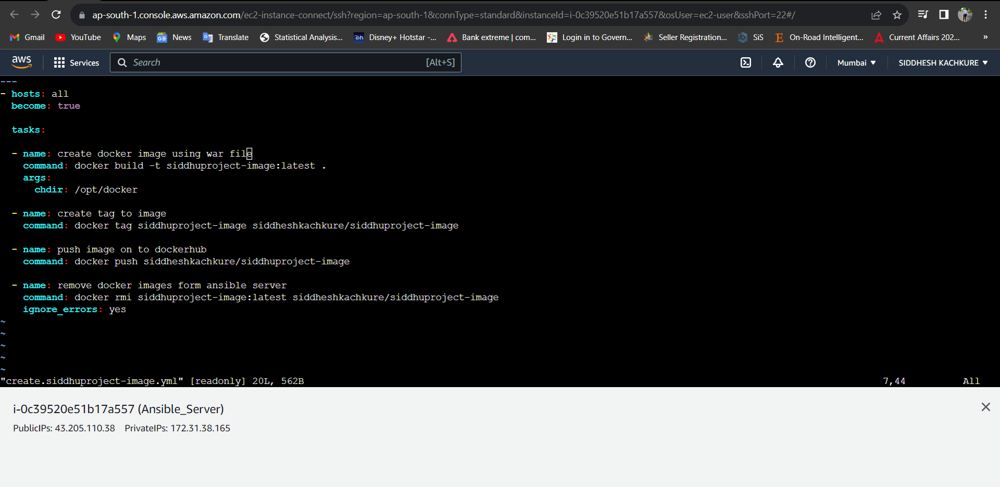 ap-south-1.console.aws.amazon.com/ec2-instance-connect/ssh?region=ap-south-1&connType=standard&instanceId=i-0c39520e51b17a557&osUser=ec2-user&sshPort=22#/
Gmail YouTube Maps News Translate Statistical Analysis... Disney+ Hotstar -... Bank extreme | com... Login in to Govern... Seller Registration... SiS On-Road Intelligent... Current Affairs 202... »
aws Services Search [Alt+S] Mumbai ▼ SIDDHESH KACHKURE ▼
---
- hosts: all
  become: true
  tasks:
  - name: create docker image using war file
    command: docker build -t siddhuproject-image:latest .
    args:
      chdir: /opt/docker
  - name: create tag to image
    command: docker tag siddhuproject-image siddheshkachkure/siddhuproject-image
  - name: push image on to dockerhub
    command: docker push siddheshkachkure/siddhuproject-image
  - name: remove docker images form ansible server
    command: docker rmi siddhuproject-image:latest siddheshkachkure/siddhuproject-image
    ignore_errors: yes
~
~
~
~
~
"create.siddhuproject-image.yml" [readonly] 20L, 562B 7,44 All
i-0c39520e51b17a557 (Ansible_Server)
PublicIPs: 43.205.110.38 PrivateIPs: 172.31.38.165